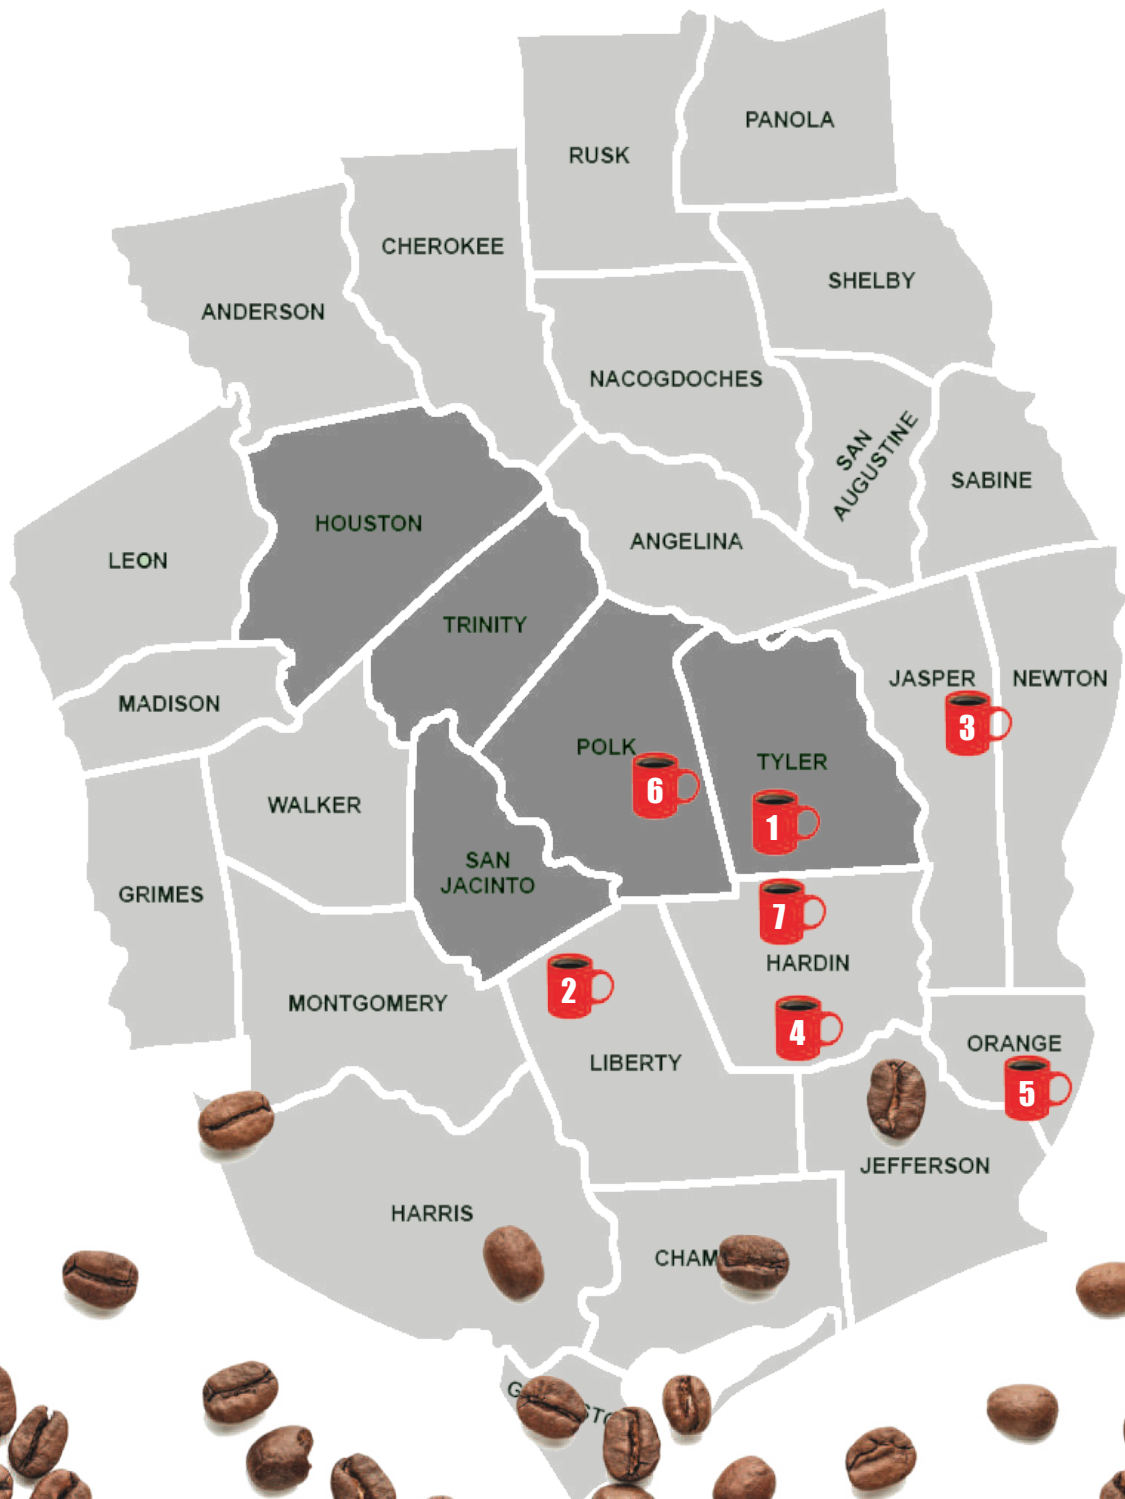 PANOLA
RUSK
CHEROKEE
SHELBY
ANDERSON
NACOGDOCHES
SAN
AUGUSTINE
SABINE
HOUSTON
ANGELINA
LEON
TRINITY
JASPER
NEWTON
MADISON
3
POLK
TYLER
6
1
WALKER
SAN
JACINTO
GRIMES
7
HARDIN
2
MONTGOMERY
4
ORANGE
LIBERTY
5
JEFFERSON
HARRIS